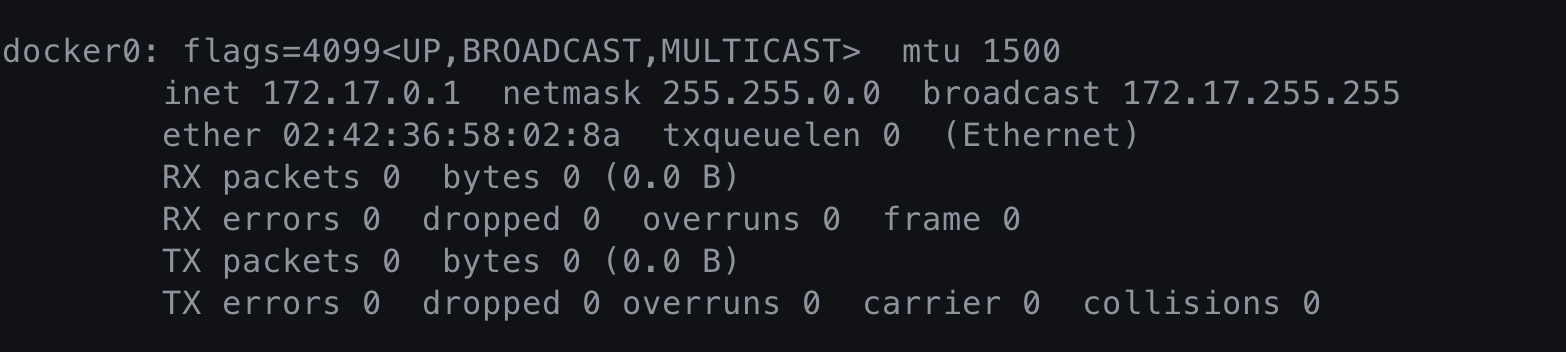 docker0: flags=4099<UP,BROADCAST,MULTICAST>  mtu 1500
        inet 172.17.0.1  netmask 255.255.0.0  broadcast 172.17.255.255
        ether 02:42:36:58:02:8a  txqueuelen 0  (Ethernet)
        RX packets 0  bytes 0 (0.0 B)
        RX errors 0  dropped 0  overruns 0  frame 0
        TX packets 0  bytes 0 (0.0 B)
        TX errors 0  dropped 0 overruns 0  carrier 0  collisions 0